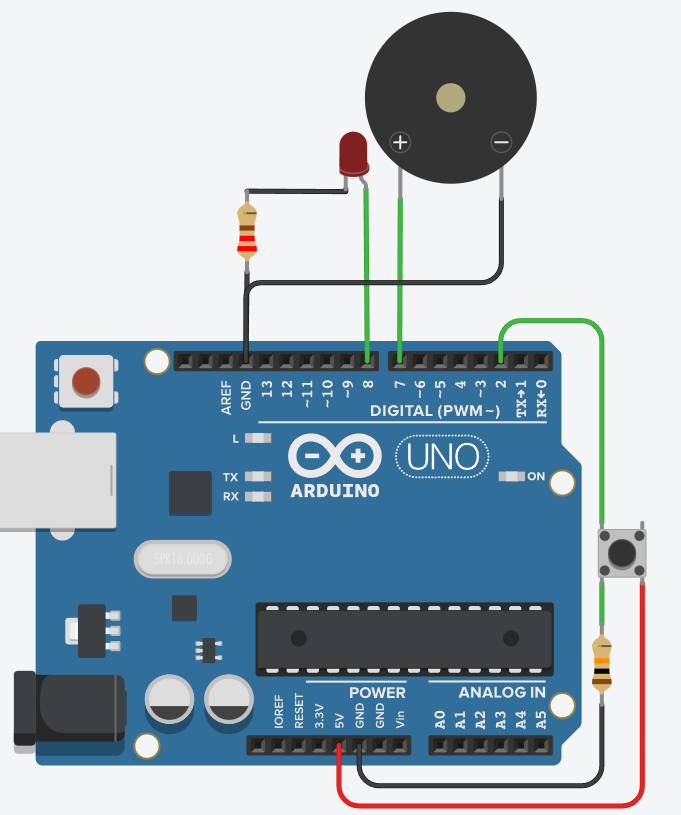 + −
AREF
GND
13
12
~11
~10
~9
8
7
~6
~5
4
~3
2
TX→1
RX←0
DIGITAL (PWM~)
L
TX
RX
ARDUINO
UNO
ON
SPK16.000G
POWER
ANALOG IN
IOREF
RESET
3.3V
5V
GND
GND
Vin
A0
A1
A2
A3
A4
A5